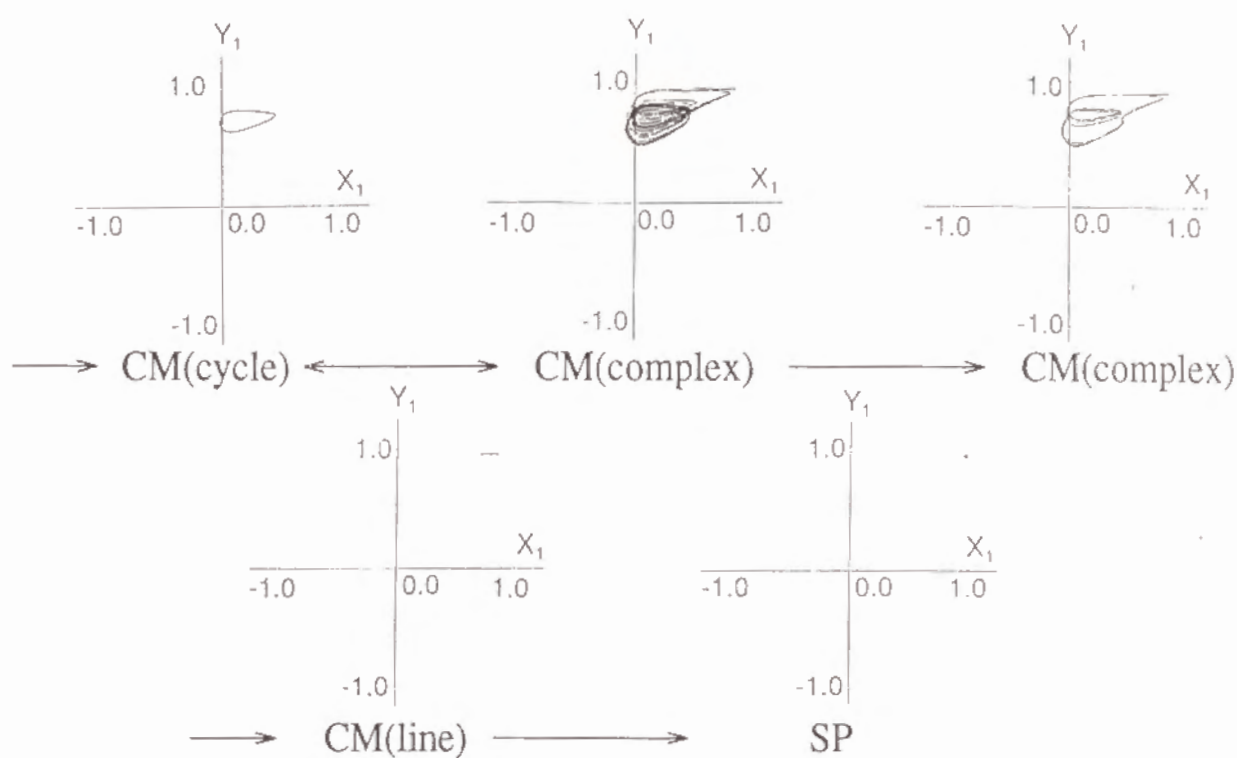 Y₁ Y₁ Y₁
1.0 1.0 1.0
X₁ X₁ X₁
-1.0 0.0 1.0 -1.0 0.0 1.0 -1.0 0.0 1.0
-1.0 -1.0 -1.0
→ CM(cycle) ↔ CM(complex) → CM(complex)
Y₁ Y₁
1.0 1.0
X₁ X₁
-1.0 0.0 1.0 -1.0 0.0 1.0
-1.0 -1.0
→ CM(line) → SP